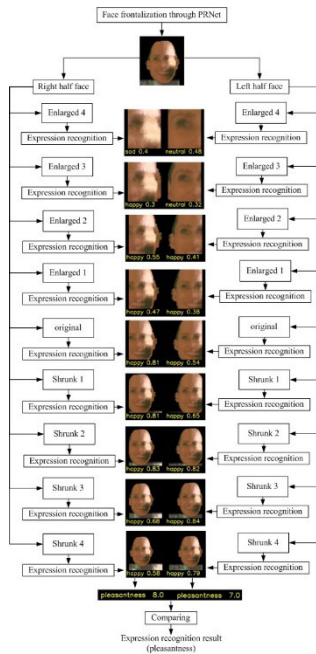 Face frontalization through PRNet
Right half face
Left half face
Enlarged 4
Enlarged 4
Expression recognition
Expression recognition
sad 0.4
neutral 0.48
Enlarged 3
Enlarged 3
Expression recognition
Expression recognition
happy 0.3
neutral 0.32
Enlarged 2
Enlarged 2
Expression recognition
Expression recognition
happy 0.55
happy 0.41
Enlarged 1
Enlarged 1
Expression recognition
Expression recognition
happy 0.47
happy 0.38
original
original
Expression recognition
Expression recognition
happy 0.81
happy 0.54
Shrunk 1
Shrunk 1
Expression recognition
Expression recognition
happy 0.81
happy
Shrunk 2
Shrunk 2
Expression recognition
Expression recognition
happy 0.83
happy 0.82
Shrunk 3
Shrunk 3
Expression recognition
Expression recognition
happy 0.68
happy 0.84
Shrunk 4
Shrunk 4
Expression recognition
Expression recognition
happy 0.58
happy 0.79
pleasantness 8.0
pleasantness 7.0
Comparing
Expression recognition result
(pleasantness)